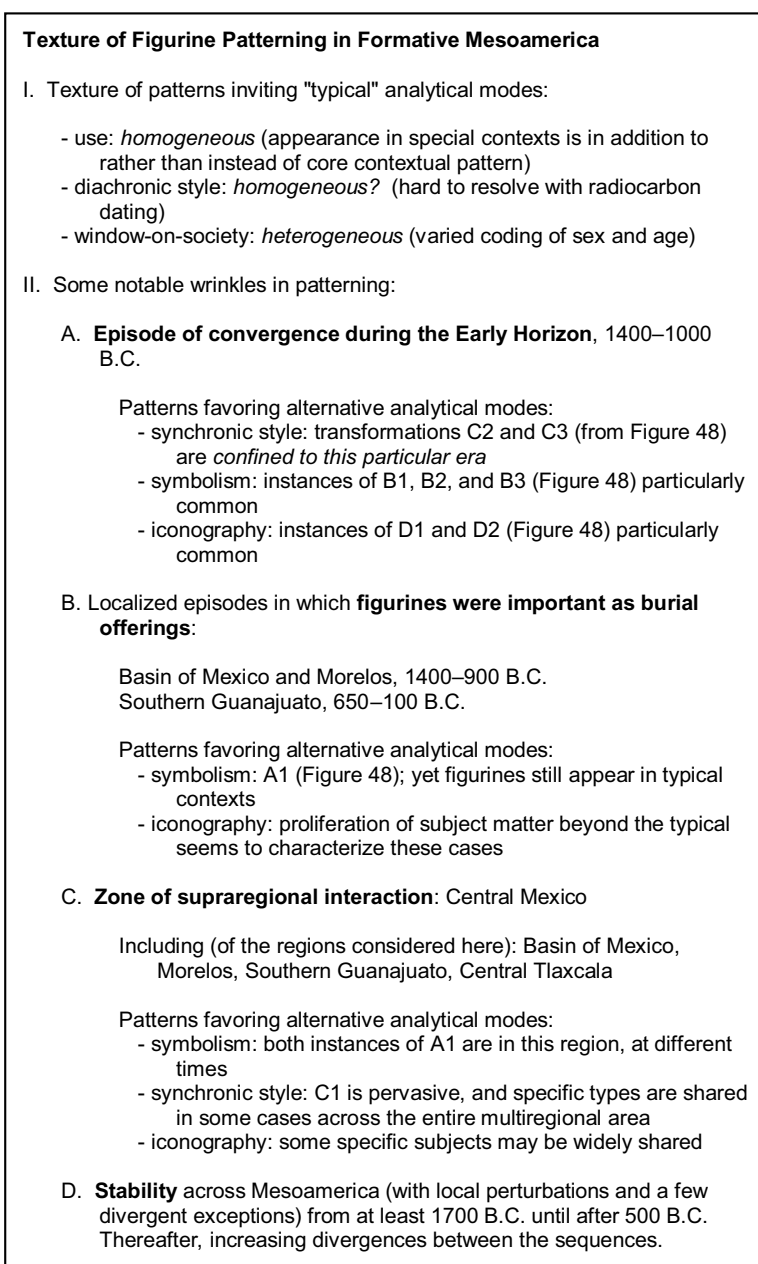 Texture of Figurine Patterning in Formative Mesoamerica
I. Texture of patterns inviting "typical" analytical modes:
- use: homogeneous (appearance in special contexts is in addition to
rather than instead of core contextual pattern)
- diachronic style: homogeneous? (hard to resolve with radiocarbon
dating)
- window-on-society: heterogeneous (varied coding of sex and age)
II. Some notable wrinkles in patterning:
A. Episode of convergence during the Early Horizon, 1400–1000
B.C.
Patterns favoring alternative analytical modes:
- synchronic style: transformations C2 and C3 (from Figure 48)
are confined to this particular era
- symbolism: instances of B1, B2, and B3 (Figure 48) particularly
common
- iconography: instances of D1 and D2 (Figure 48) particularly
common
B. Localized episodes in which figurines were important as burial
offerings:
Basin of Mexico and Morelos, 1400–900 B.C.
Southern Guanajuato, 650–100 B.C.
Patterns favoring alternative analytical modes:
- symbolism: A1 (Figure 48); yet figurines still appear in typical
contexts
- iconography: proliferation of subject matter beyond the typical
seems to characterize these cases
C. Zone of supraregional interaction: Central Mexico
Including (of the regions considered here): Basin of Mexico,
Morelos, Southern Guanajuato, Central Tlaxcala
Patterns favoring alternative analytical modes:
- symbolism: both instances of A1 are in this region, at different
times
- synchronic style: C1 is pervasive, and specific types are shared
in some cases across the entire multiregional area
- iconography: some specific subjects may be widely shared
D. Stability across Mesoamerica (with local perturbations and a few
divergent exceptions) from at least 1700 B.C. until after 500 B.C.
Thereafter, increasing divergences between the sequences.